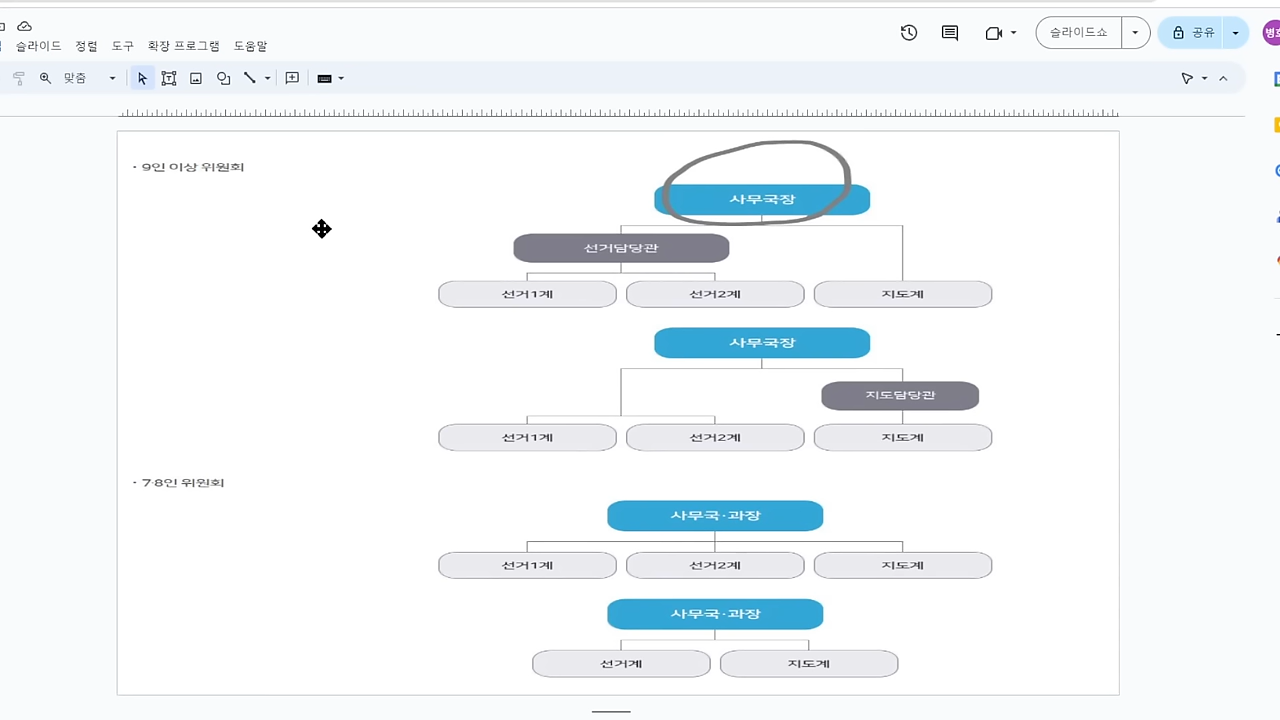 슬라이드 정렬 도구 확장 프로그램 도움말
슬라이드쇼
공유
맞춤
· 9인 이상 위원회
사무국장
선거담당관
선거1계 선거2계 지도계
사무국장
지도담당관
선거1계 선거2계 지도계
· 7·8인 위원회
사무국·과장
선거1계 선거2계 지도계
사무국·과장
선거계 지도계